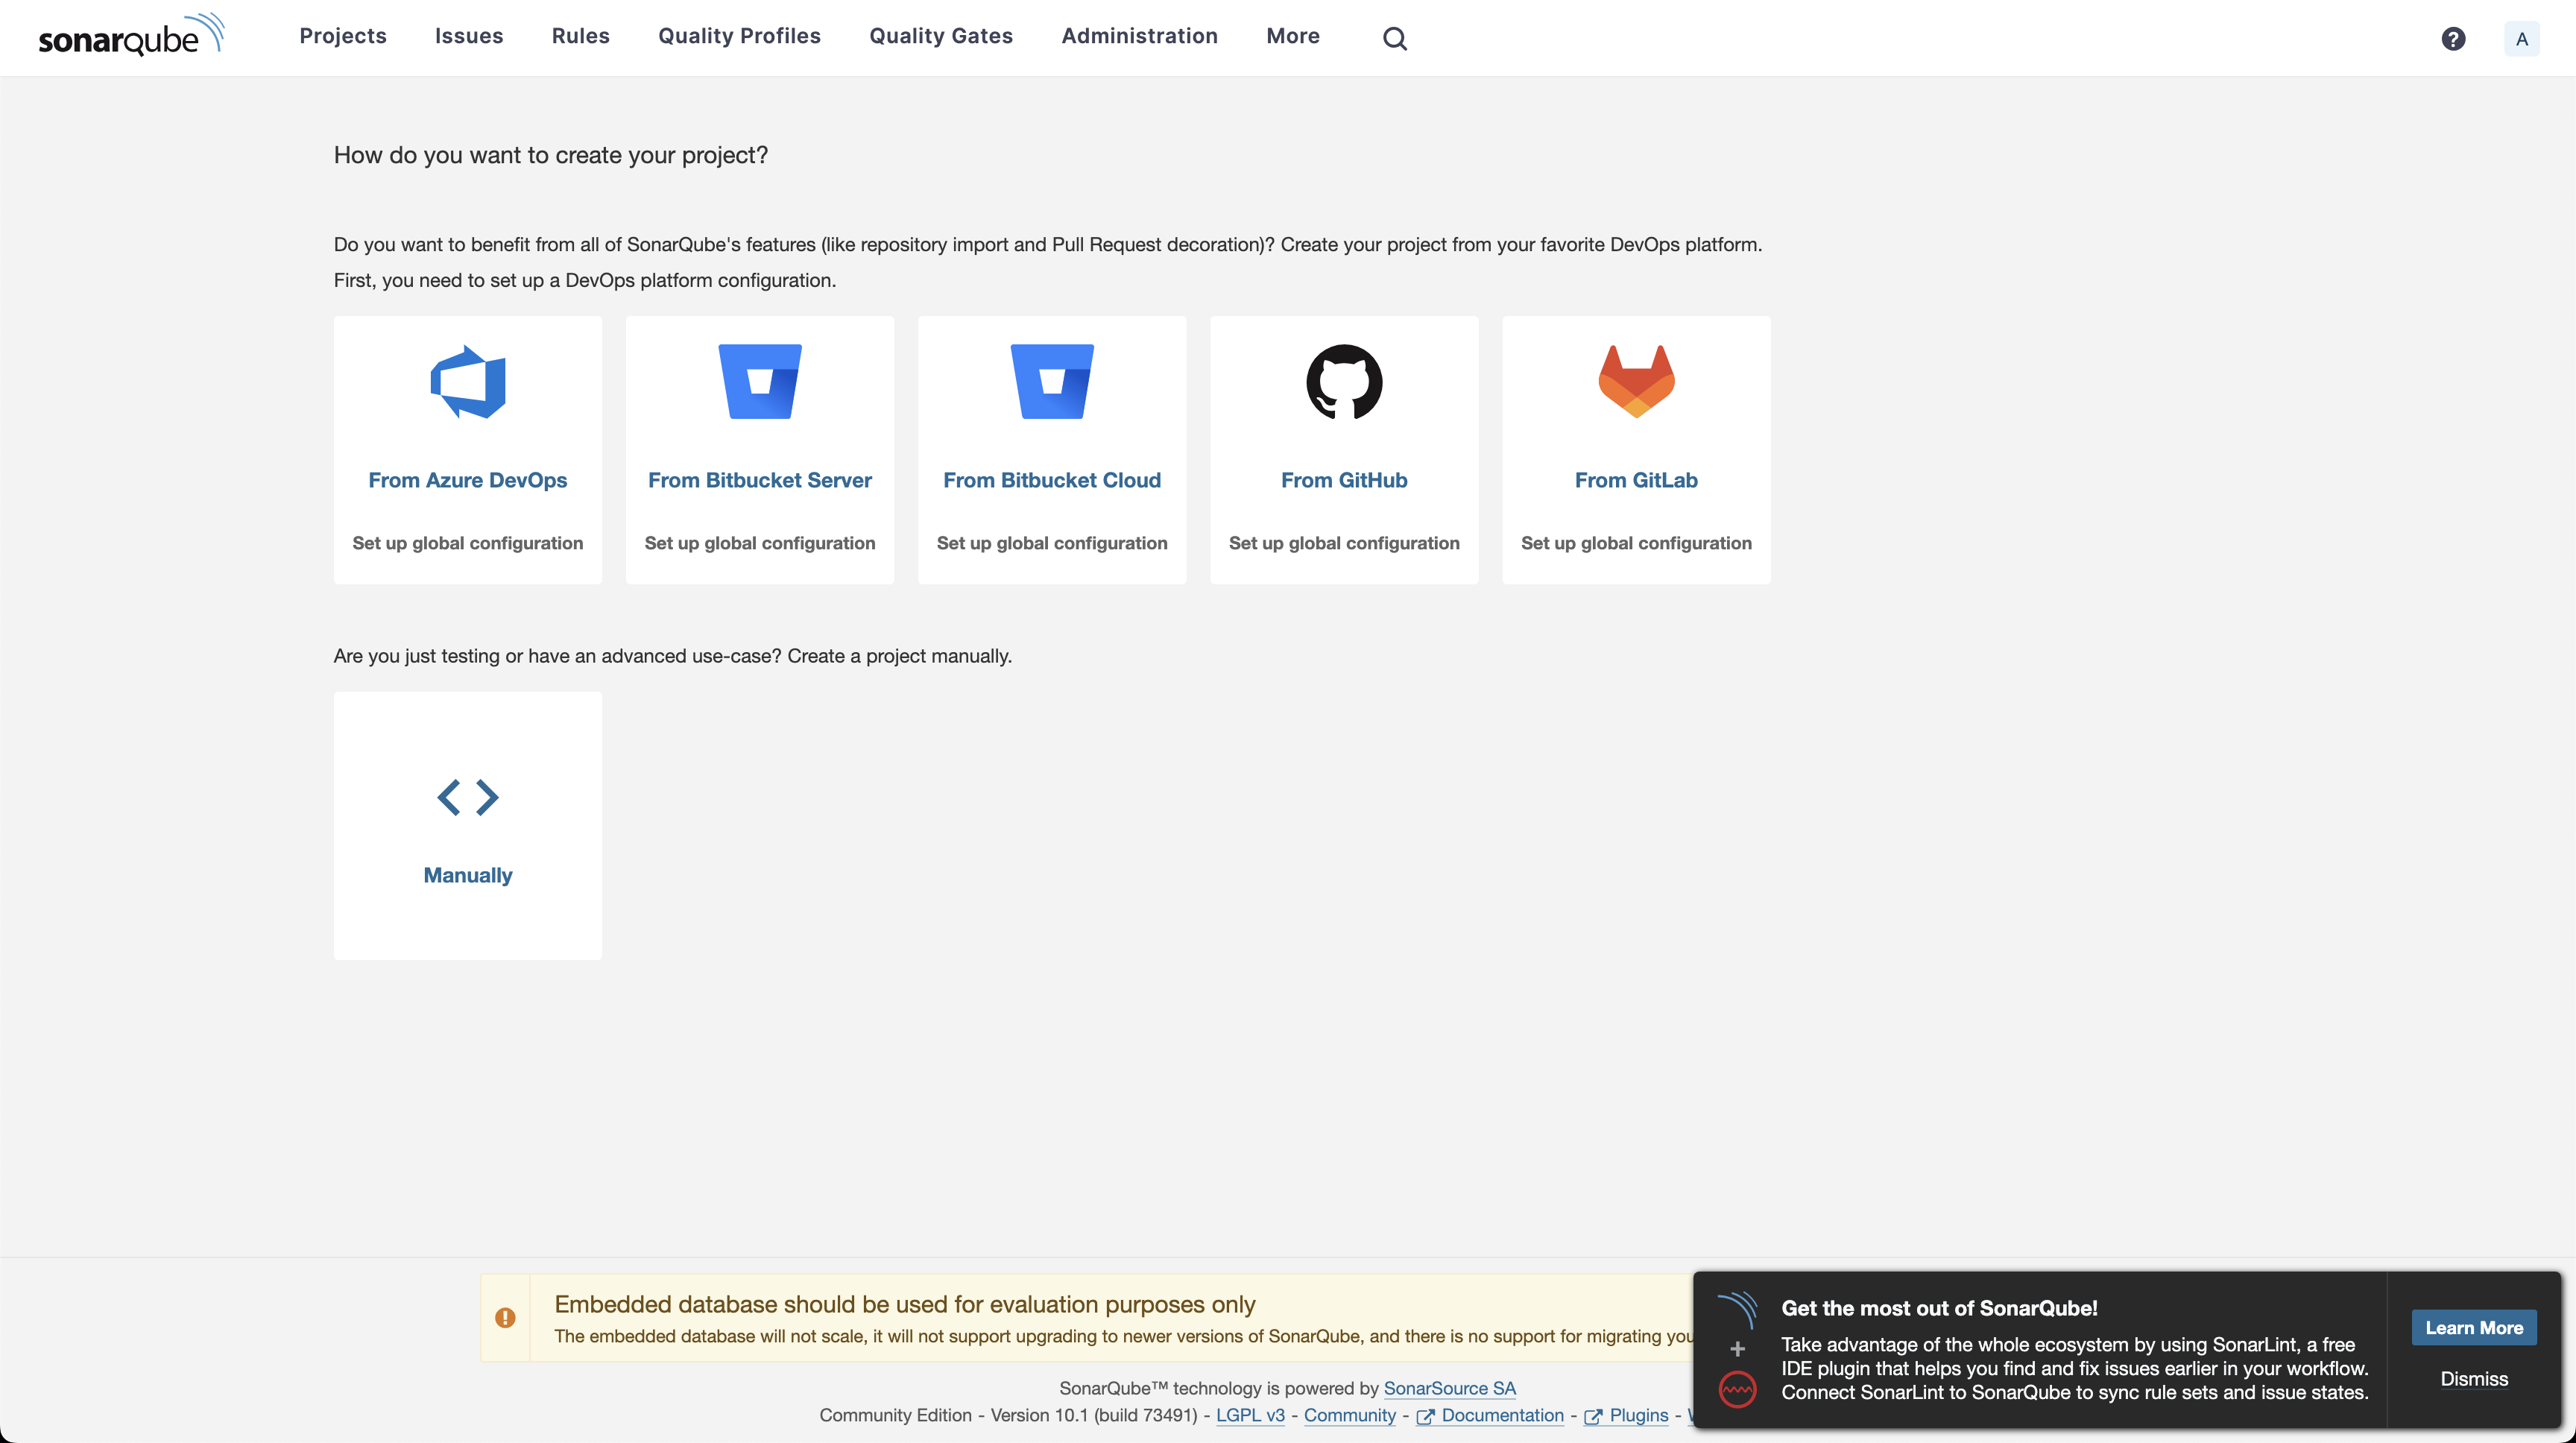 sonarqube
Projects Issues Rules Quality Profiles Quality Gates Administration More
? A
How do you want to create your project?
Do you want to benefit from all of SonarQube's features (like repository import and Pull Request decoration)? Create your project from your favorite DevOps platform.
First, you need to set up a DevOps platform configuration.
From Azure DevOps
Set up global configuration
From Bitbucket Server
Set up global configuration
From Bitbucket Cloud
Set up global configuration
From GitHub
Set up global configuration
From GitLab
Set up global configuration
Are you just testing or have an advanced use-case? Create a project manually.
Manually
Embedded database should be used for evaluation purposes only
The embedded database will not scale, it will not support upgrading to newer versions of SonarQube, and there is no support for migrating
SonarQube™ technology is powered by SonarSource SA
Community Edition - Version 10.1 (build 73491) - LGPL v3 - Community - Documentation - Plugins -
Get the most out of SonarQube!
Take advantage of the whole ecosystem by using SonarLint, a free
IDE plugin that helps you find and fix issues earlier in your workflow.
Connect SonarLint to SonarQube to sync rule sets and issue states.
Learn More
Dismiss